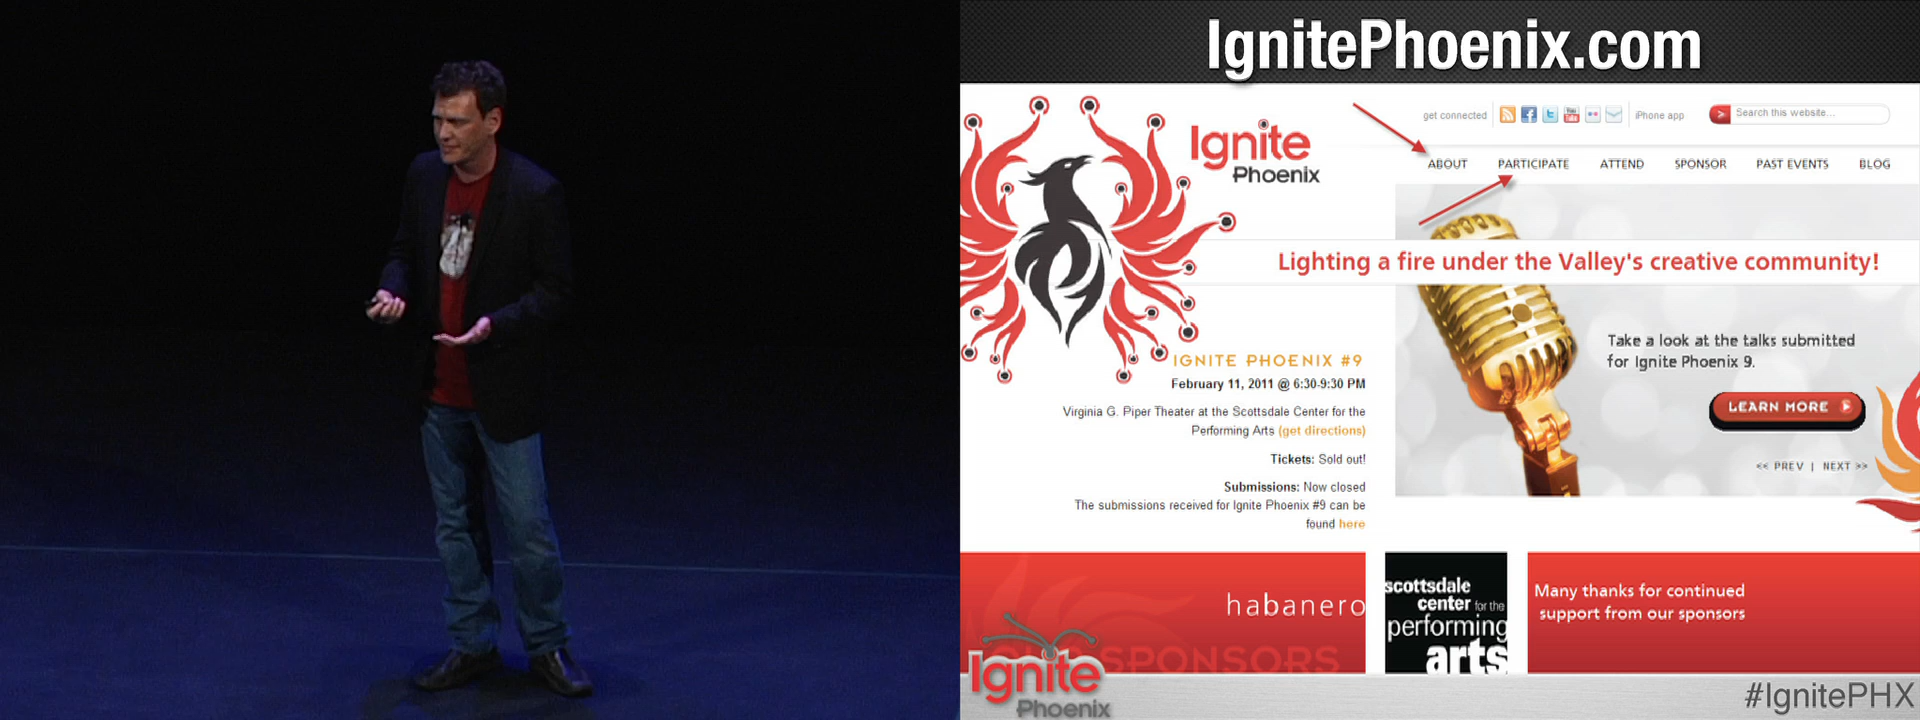 IgnitePhoenix.com
get connected
iPhone app
Search this website...
Ignite
Phoenix
ABOUT PARTICIPATE ATTEND SPONSOR PAST EVENTS BLOG
Lighting a fire under the Valley's creative community!
Take a look at the talks submitted
for Ignite Phoenix 9.
LEARN MORE
<< PREV | NEXT >>
IGNITE PHOENIX #9
February 11, 2011 @ 6:30-9:30 PM
Virginia G. Piper Theater at the Scottsdale Center for the
Performing Arts (get directions)
Tickets: Sold out!
Submissions: Now closed
The submissions received for Ignite Phoenix #9 can be
found here
habanero
SPONSORS
scottsdale
center for the
performing
arts
Many thanks for continued
support from our sponsors
Ignite
Phoenix
#IgnitePHX